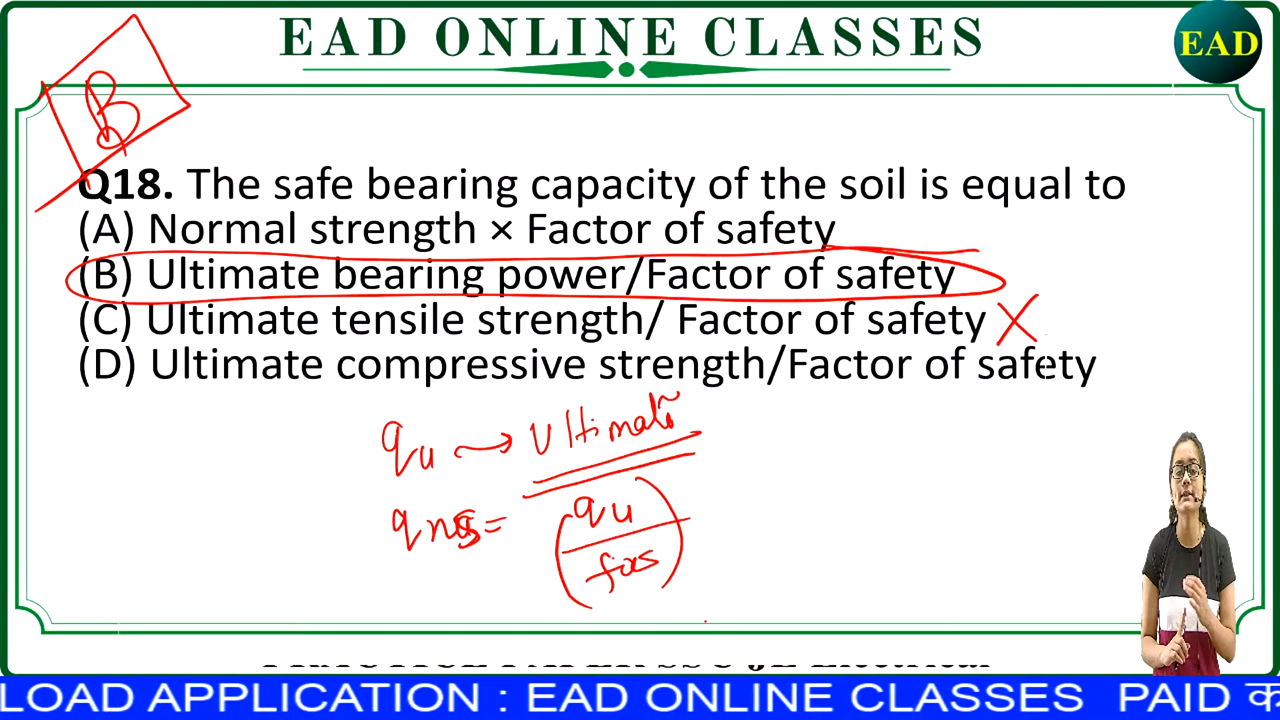 EAD ONLINE CLASSES
EAD
B
Q18. The safe bearing capacity of the soil is equal to
(A) Normal strength × Factor of safety
(B) Ultimate bearing power/Factor of safety
(C) Ultimate tensile strength/ Factor of safety
(D) Ultimate compressive strength/Factor of safety
qu → Ultimate
qu
fos
LOAD APPLICATION : EAD ONLINE CLASSES PAID क